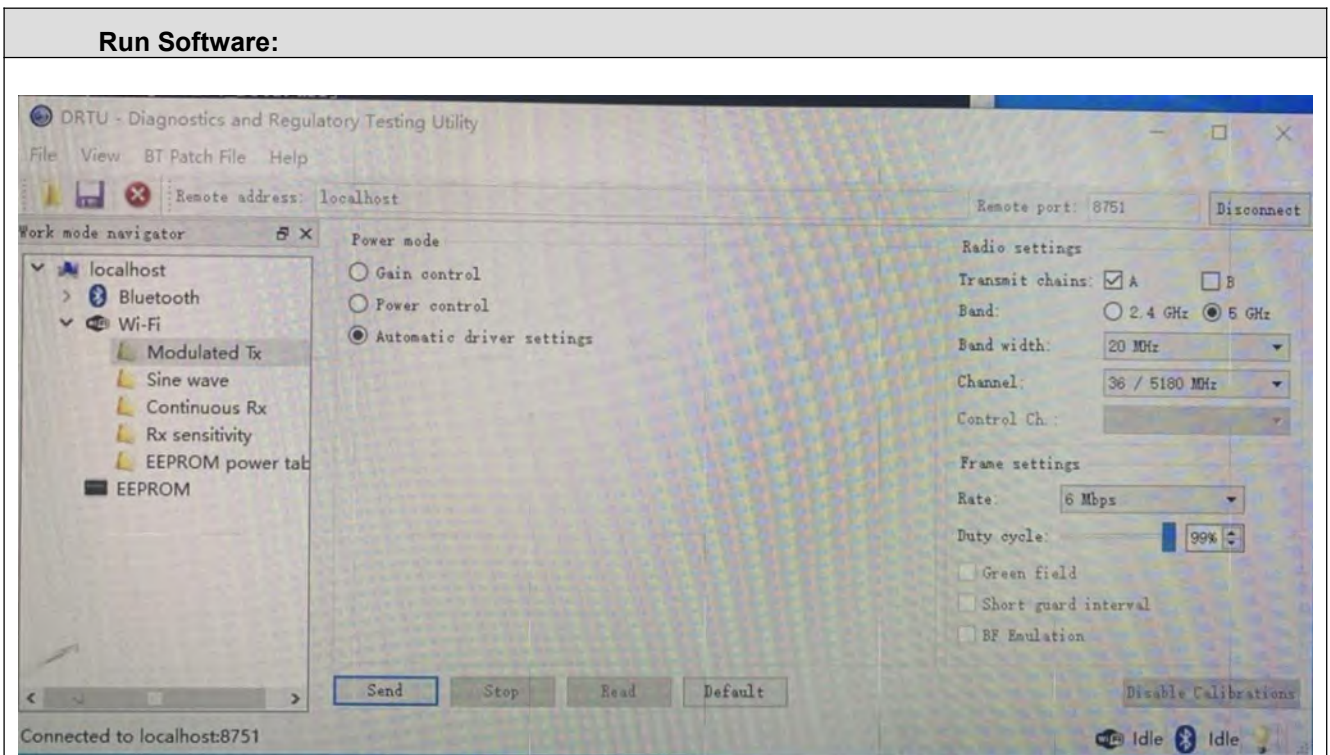 Run Software:
DRTU - Diagnostics and Regulatory Testing Utility
File View BT Patch File Help
Remote address: localhost Remote port: 8751 Disconnect
Work mode navigator
localhost
Bluetooth
Wi-Fi
Modulated Tx
Sine wave
Continuous Rx
Rx sensitivity
EEPROM power tab
EEPROM
Power mode
Gain control
Power control
Automatic driver settings
Radio settings
Transmit chains: A B
Band: 2.4 GHz 5 GHz
Band width: 20 MHz
Channel: 36 / 5180 MHz
Control Ch.:
Frame settings
Rate: 6 Mbps
Duty cycle: 99%
Green field
Short guard interval
BF Emulation
Send Stop Read Default Disable Calibrations
Connected to localhost:8751 Idle Idle